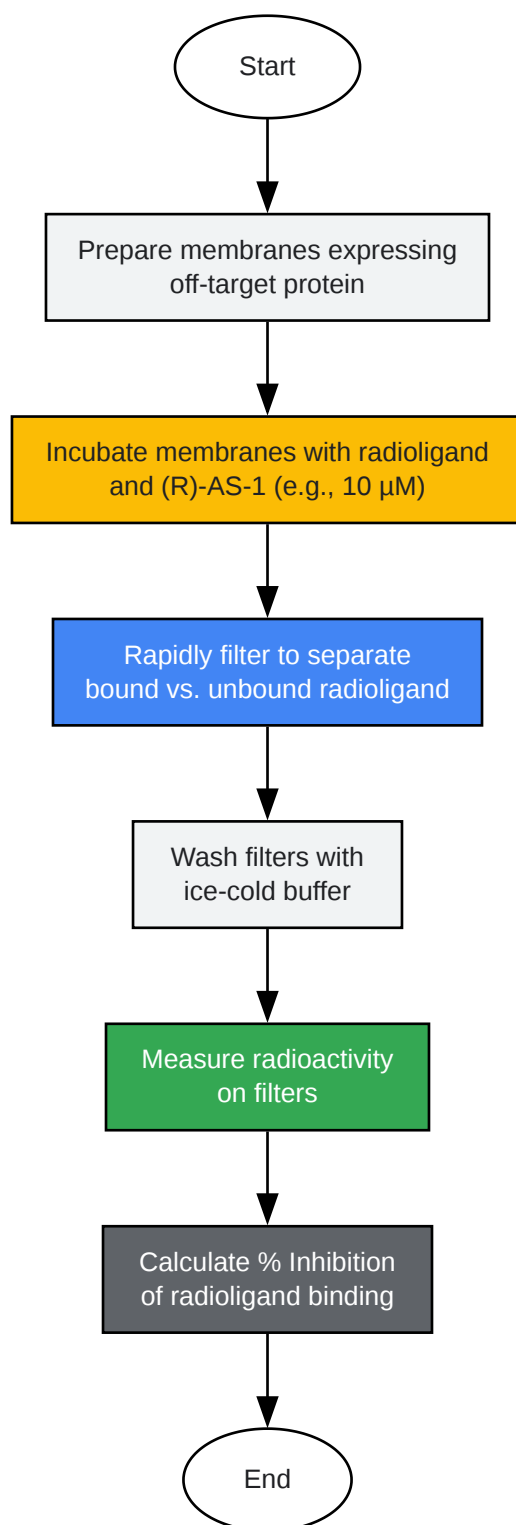 Start
Prepare membranes expressing
off-target protein
Incubate membranes with radioligand
and (R)-AS-1 (e.g., 10 µM)
Rapidly filter to separate
bound vs. unbound radioligand
Wash filters with
ice-cold buffer
Measure radioactivity
on filters
Calculate % Inhibition
of radioligand binding
End